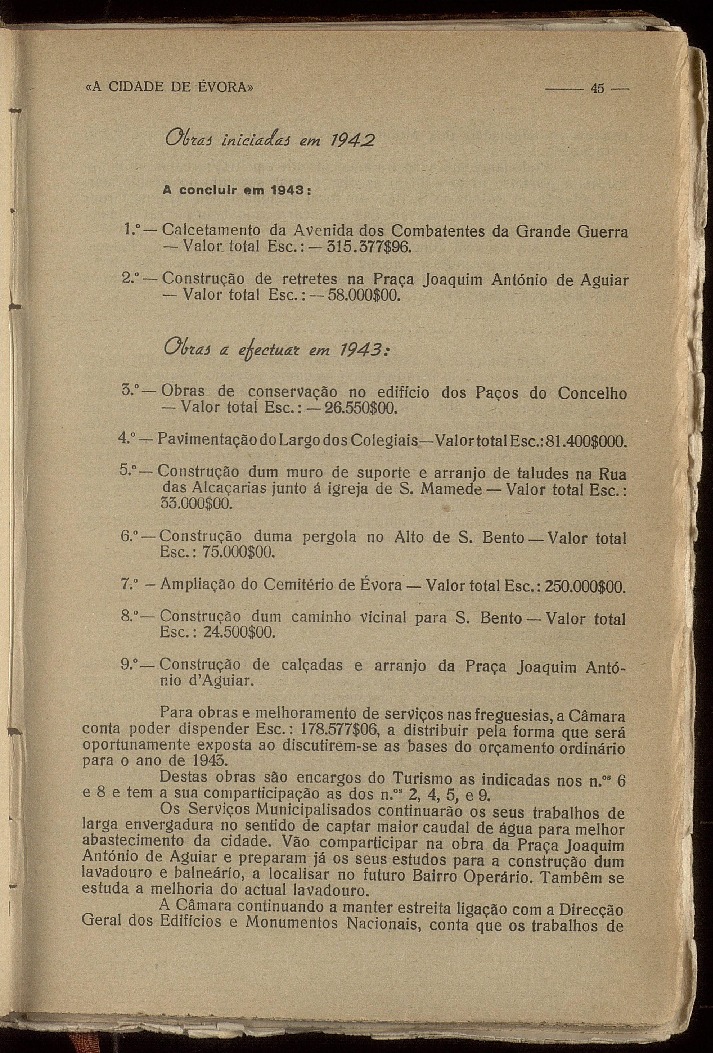 «A CIDADE DE ÉVORA» —— 45 —
Obras iniciadas em 1942
A concluir em 1943:
1.º — Calcetamento da Avenida dos Combatentes da Grande Guerra
— Valor total Esc.: — 315.377$96.
2.º — Construção de retretes na Praça Joaquim António de Aguiar
— Valor total Esc.: — 58.000$00.
Obras a efectuar em 1943:
3.º — Obras de conservação no edifício dos Paços do Concelho
— Valor total Esc.: — 26.550$00.
4.º — Pavimentação do Largo dos Colegiais — Valor total Esc.: 81.400$000.
5.º — Construção dum muro de suporte e arranjo de taludes na Rua
das Alcaçarias junto á igreja de S. Mamede — Valor total Esc.:
33.000$00.
6.º — Construção duma pergola no Alto de S. Bento — Valor total
Esc.: 75.000$00.
7.º – Ampliação do Cemitério de Évora — Valor total Esc.: 250.000$00.
8.º — Construção dum caminho vicinal para S. Bento — Valor total
Esc.: 24.500$00.
9.º — Construção de calçadas e arranjo da Praça Joaquim Antó-
nio d'Aguiar.
Para obras e melhoramento de serviços nas freguesias, a Câmara
conta poder dispender Esc.: 178.577$06, a distribuir pela forma que será
oportunamente exposta ao discutirem-se as bases do orçamento ordinário
para o ano de 1943.
Destas obras são encargos do Turismo as indicadas nos n.ºs 6
e 8 e tem a sua comparticipação as dos n.ºs 2, 4, 5, e 9.
Os Serviços Municipalisados continuarão os seus trabalhos de
larga envergadura no sentido de captar maior caudal de água para melhor
abastecimento da cidade. Vão comparticipar na obra da Praça Joaquim
António de Aguiar e preparam já os seus estudos para a construção dum
lavadouro e balneário, a localisar no futuro Bairro Operário. Tambêm se
estuda a melhoria do actual lavadouro.
A Câmara continuando a manter estreita ligação com a Direcção
Geral dos Edifícios e Monumentos Nacionais, conta que os trabalhos de